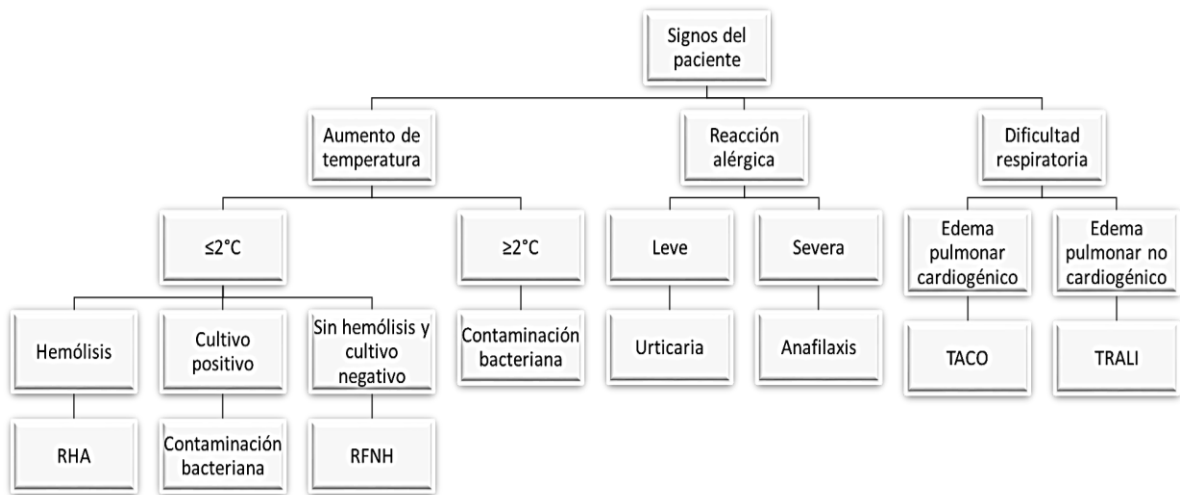 Signos del
paciente
Aumento de
temperatura
Reacción
alérgica
Dificultad
respiratoria
≤2°C
≥2°C
Leve
Severa
Edema
pulmonar
cardiogénico
Edema
pulmonar no
cardiogénico
Hemólisis
Cultivo
positivo
Sin hemólisis y
cultivo
negativo
Contaminación
bacteriana
Urticaria
Anafilaxis
TACO
TRALI
RHA
Contaminación
bacteriana
RFNH